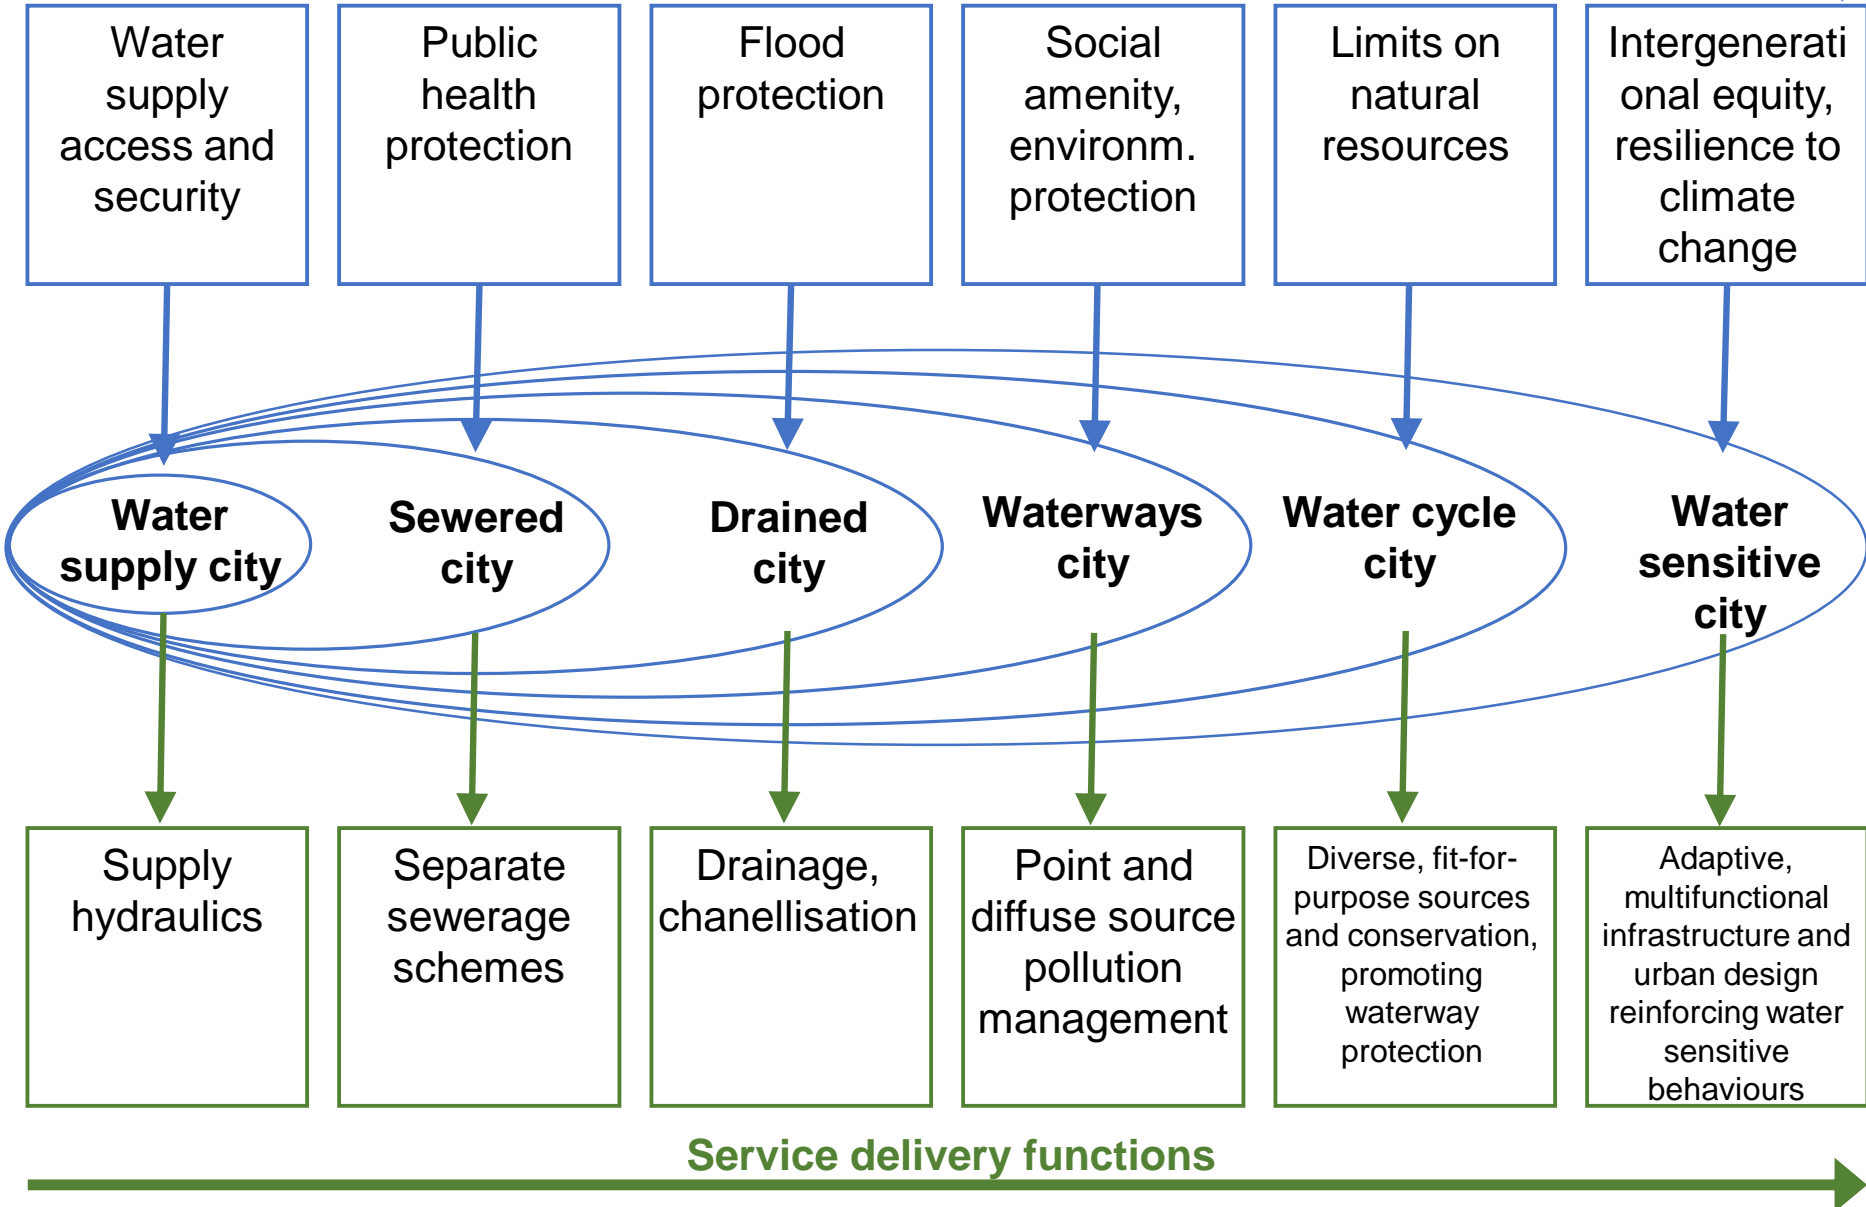 Water
supply
access and
security
Public
health
protection
Flood
protection
Social
amenity,
environm.
protection
Limits on
natural
resources
Intergenerati
onal equity,
resilience to
climate
change
Water
supply city
Sewered
city
Drained
city
Waterways
city
Water cycle
city
Water
sensitive
city
Supply
hydraulics
Separate
sewerage
schemes
Drainage,
chanellisation
Point and
diffuse source
pollution
management
Diverse, fit-for-
purpose sources
and conservation,
promoting
waterway
protection
Adaptive,
multifunctional
infrastructure and
urban design
reinforcing water
sensitive
behaviours
Service delivery functions